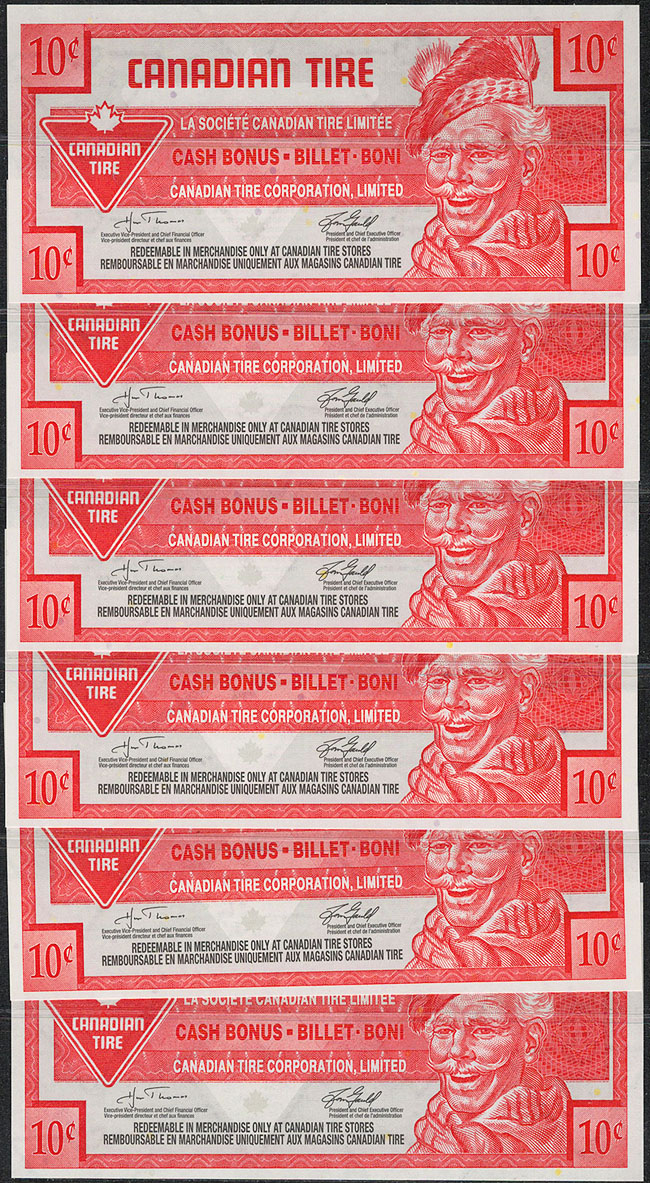 10¢ 10¢
CANADIAN TIRE
LA SOCIÉTÉ CANADIAN TIRE LIMITÉE
CANADIAN
TIRE
CASH BONUS - BILLET - BONI
CANADIAN TIRE CORPORATION, LIMITED
Executive Vice-President and Chief Financial Officer President and Chief Executive Officer
Vice-président directeur et chef aux finances Président et chef de l'administration
REDEEMABLE IN MERCHANDISE ONLY AT CANADIAN TIRE STORES
REMBOURSABLE EN MARCHANDISE UNIQUEMENT AUX MAGASINS CANADIAN TIRE
10¢ 10¢
LA SOCIÉTÉ CANADIAN TIRE LIMITÉE
CANADIAN
TIRE
CASH BONUS - BILLET - BONI
CANADIAN TIRE CORPORATION, LIMITED
Executive Vice-President and Chief Financial Officer President and Chief Executive Officer
Vice-président directeur et chef aux finances Président et chef de l'administration
REDEEMABLE IN MERCHANDISE ONLY AT CANADIAN TIRE STORES
REMBOURSABLE EN MARCHANDISE UNIQUEMENT AUX MAGASINS CANADIAN TIRE
10¢ 10¢
CANADIAN
TIRE
CASH BONUS - BILLET - BONI
CANADIAN TIRE CORPORATION, LIMITED
Executive Vice-President and Chief Financial Officer President and Chief Executive Officer
Vice-président directeur et chef aux finances Président et chef de l'administration
REDEEMABLE IN MERCHANDISE ONLY AT CANADIAN TIRE STORES
REMBOURSABLE EN MARCHANDISE UNIQUEMENT AUX MAGASINS CANADIAN TIRE
10¢ 10¢
CANADIAN
TIRE
CASH BONUS - BILLET - BONI
CANADIAN TIRE CORPORATION, LIMITED
Executive Vice-President and Chief Financial Officer President and Chief Executive Officer
Vice-président directeur et chef aux finances Président et chef de l'administration
REDEEMABLE IN MERCHANDISE ONLY AT CANADIAN TIRE STORES
REMBOURSABLE EN MARCHANDISE UNIQUEMENT AUX MAGASINS CANADIAN TIRE
10¢ 10¢
CANADIAN
TIRE
CASH BONUS - BILLET - BONI
CANADIAN TIRE CORPORATION, LIMITED
Executive Vice-President and Chief Financial Officer President and Chief Executive Officer
Vice-président directeur et chef aux finances Président et chef de l'administration
REDEEMABLE IN MERCHANDISE ONLY AT CANADIAN TIRE STORES
REMBOURSABLE EN MARCHANDISE UNIQUEMENT AUX MAGASINS CANADIAN TIRE
10¢ 10¢
LA SOCIÉTÉ CANADIAN TIRE LIMITÉE
CANADIAN
TIRE
CASH BONUS - BILLET - BONI
CANADIAN TIRE CORPORATION, LIMITED
Executive Vice-President and Chief Financial Officer President and Chief Executive Officer
Vice-président directeur et chef aux finances Président et chef de l'administration
REDEEMABLE IN MERCHANDISE ONLY AT CANADIAN TIRE STORES
REMBOURSABLE EN MARCHANDISE UNIQUEMENT AUX MAGASINS CANADIAN TIRE
10¢ 10¢